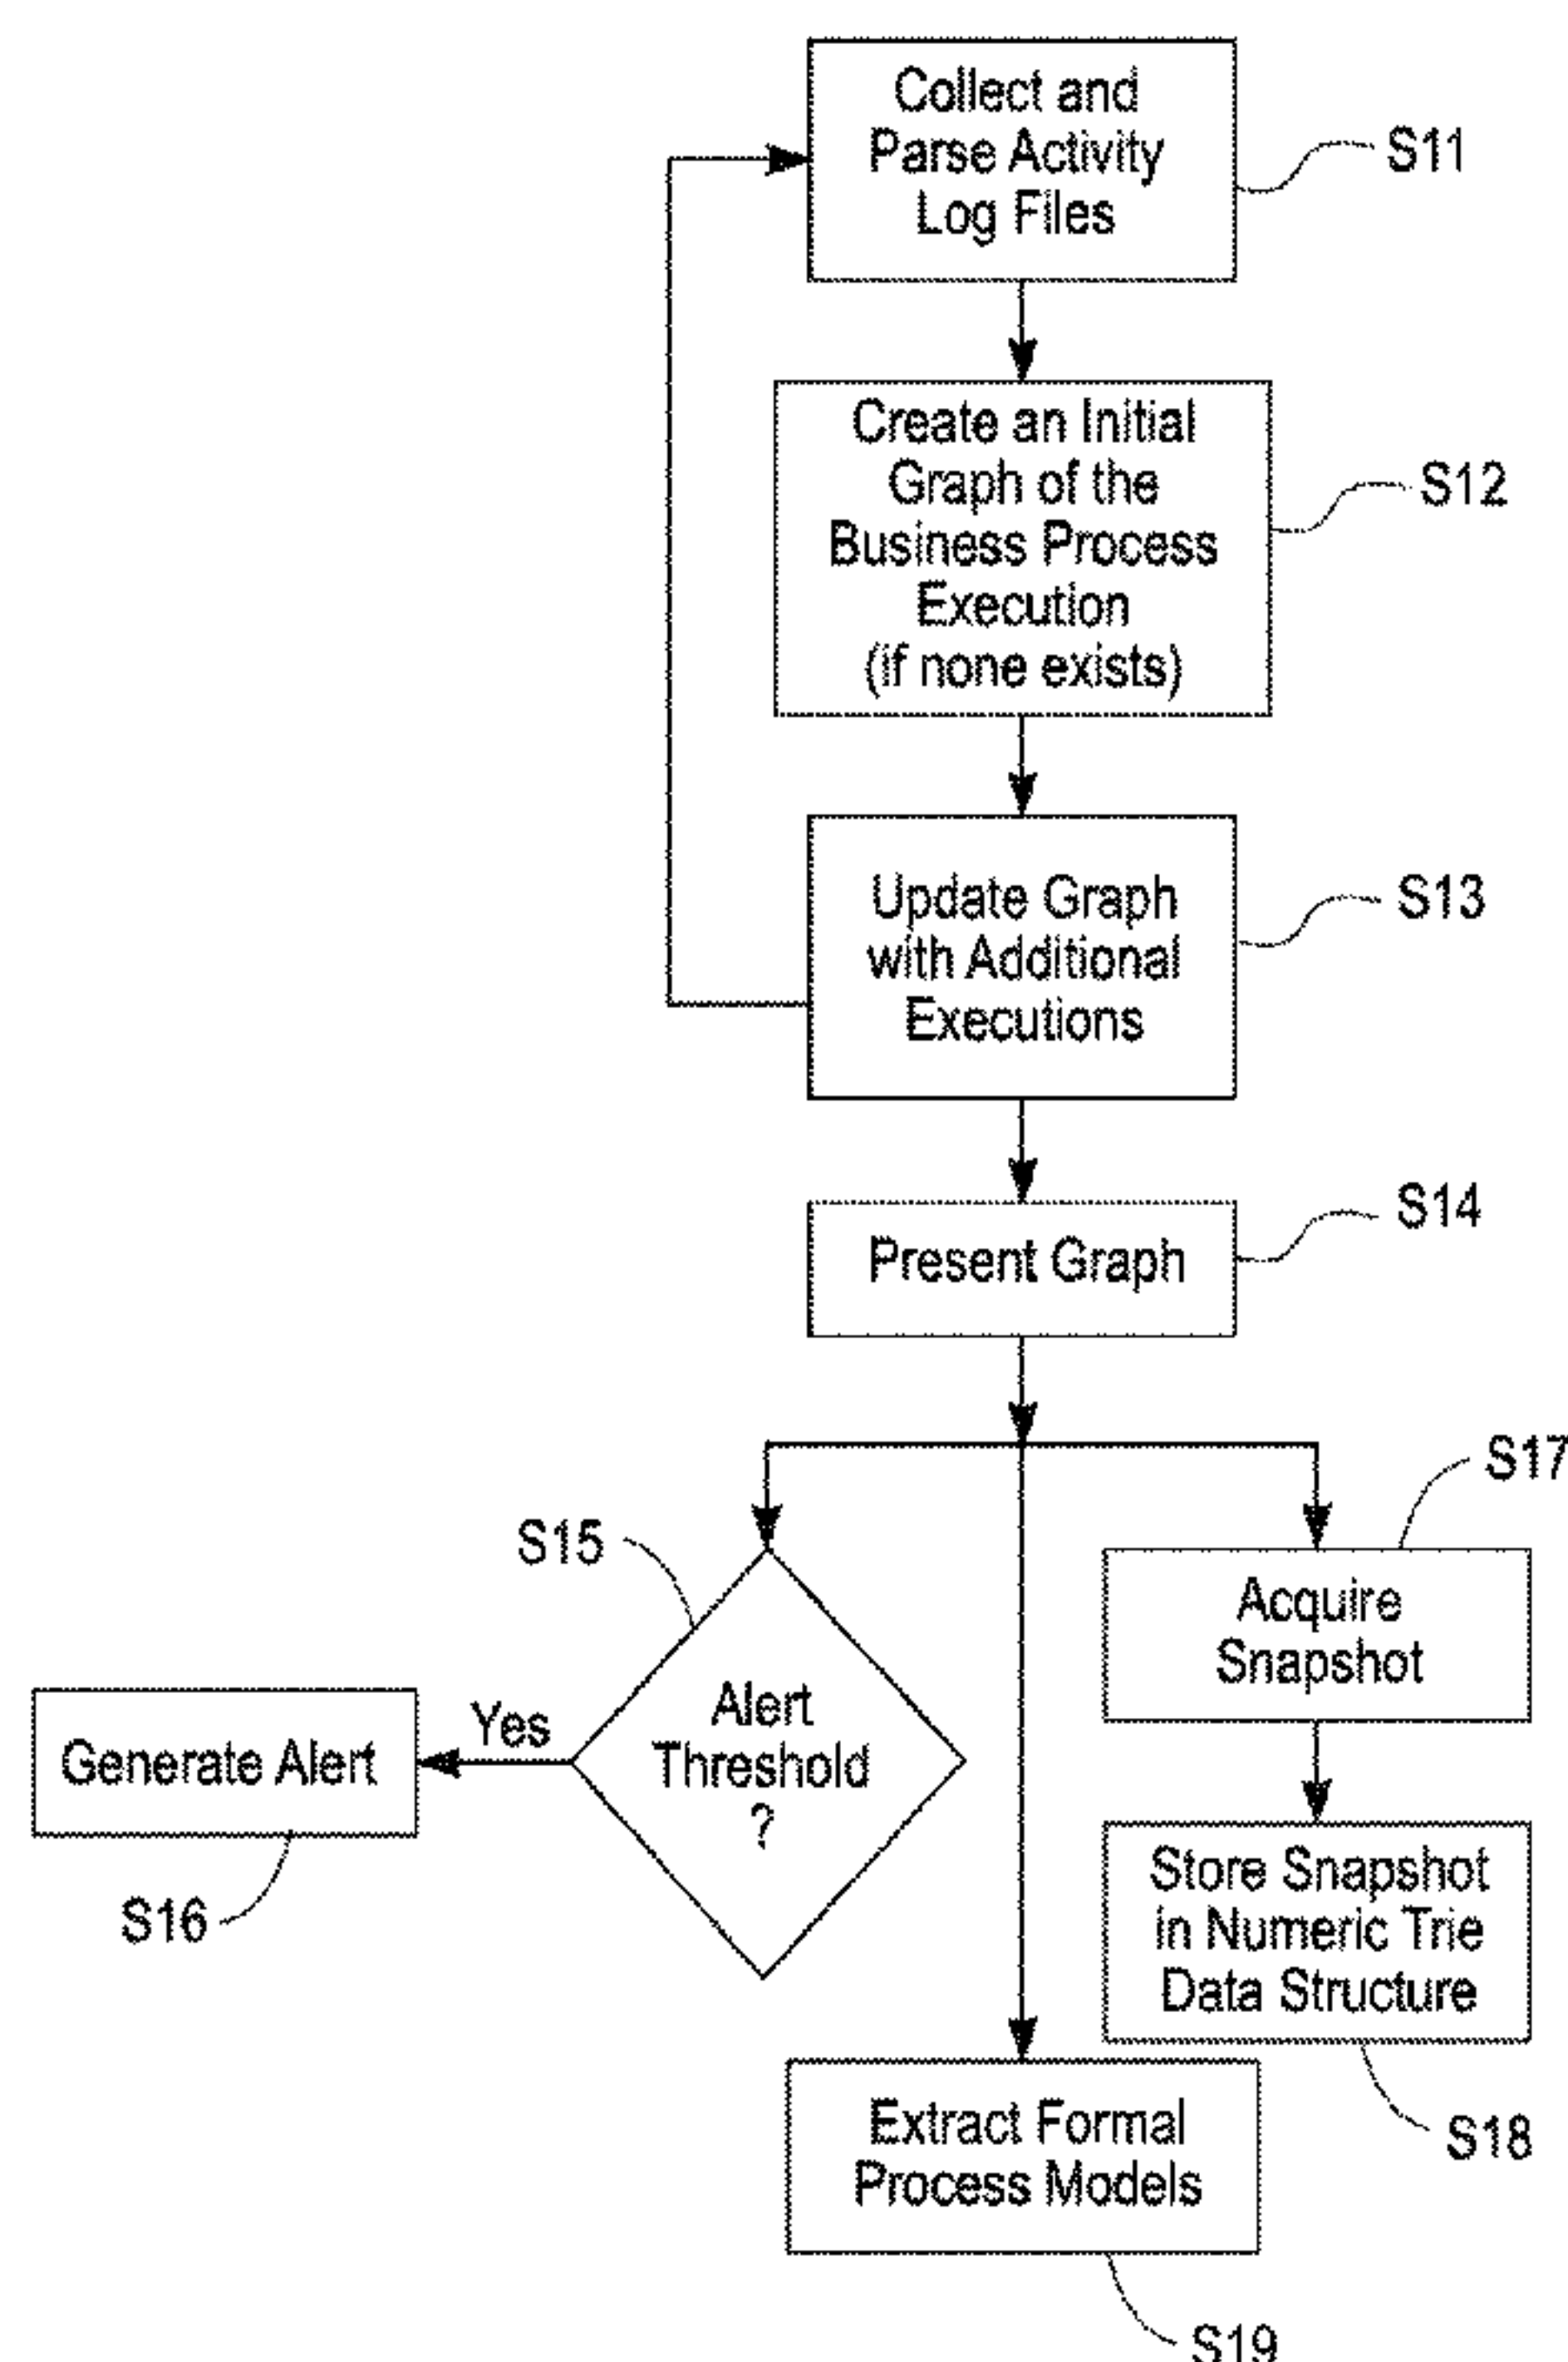 Collect and
Parse Activity
Log Files
S11
Create an Initial
Graph of the
Business Process
Execution
(if none exists)
S12
Update Graph
with Additional
Executions
S13
Present Graph
S14
S15
Alert
Threshold
?
Yes
Generate Alert
S16
S17
Acquire
Snapshot
Store Snapshot
in Numeric Trie
Data Structure
S18
Extract Formal
Process Models
S19